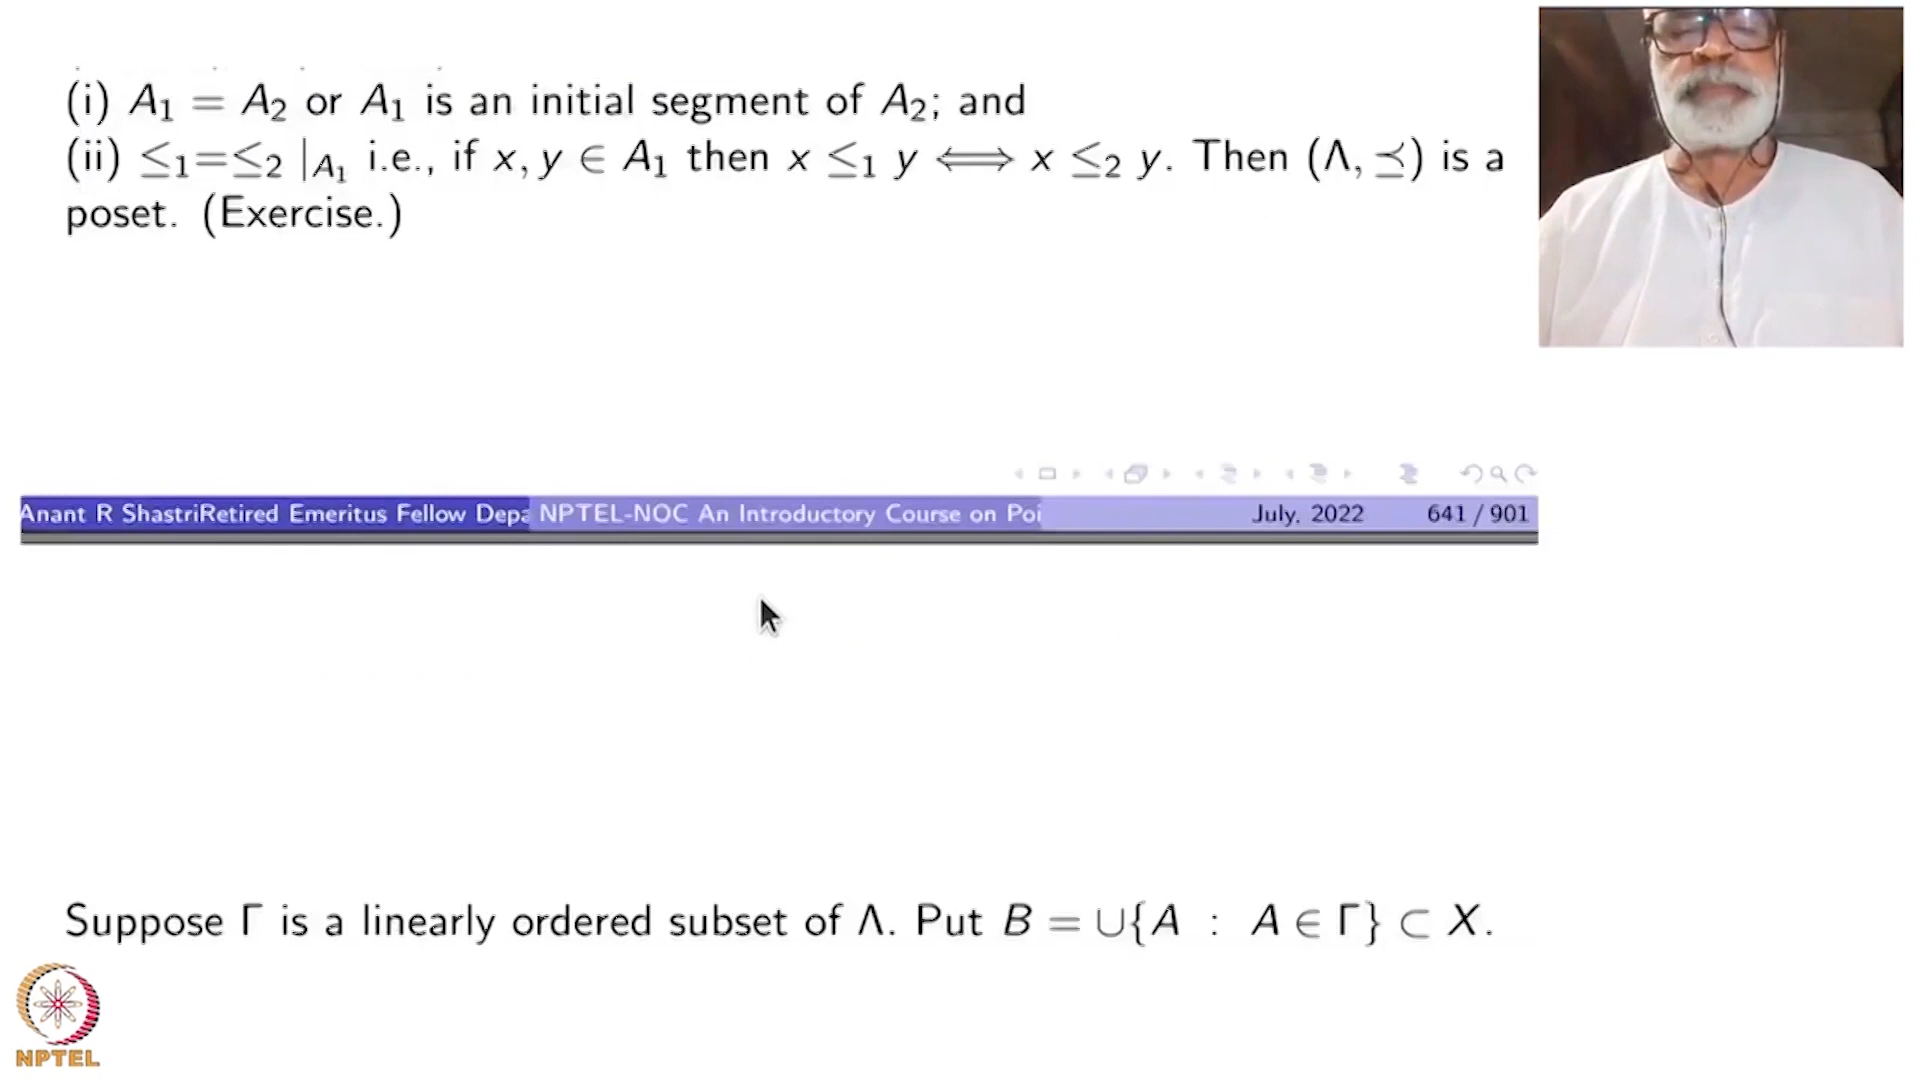 (i) A₁ = A₂ or A₁ is an initial segment of A₂; and
(ii) ≤₁=≤₂ |A₁ i.e., if x, y ∈ A₁ then x ≤₁ y ⟺ x ≤₂ y. Then (Λ, ⪯) is a
poset. (Exercise.)
Anant R ShastriRetired Emeritus Fellow Depa NPTEL-NOC An Introductory Course on Poi July, 2022 641 / 901
Suppose Γ is a linearly ordered subset of Λ. Put B = ∪{A : A ∈ Γ} ⊂ X.
NPTEL